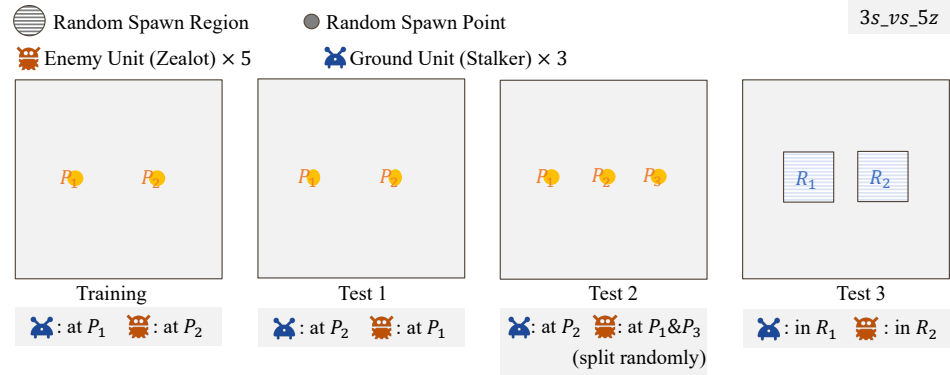 Random Spawn Region
Random Spawn Point
3s_vs_5z
Enemy Unit (Zealot) × 5
Ground Unit (Stalker) × 3
P₁
P₂
P₁
P₂
P₁
P₂
P₃
R₁
R₂
Training
Test 1
Test 2
Test 3
: at P₁
: at P₂
: at P₂
: at P₁
: at P₂
: at P₁&P₃
(split randomly)
: in R₁
: in R₂